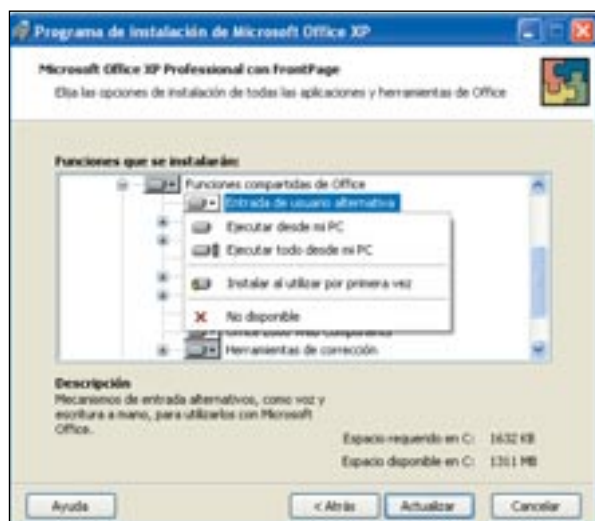 Programa de instalación de Microsoft Office XP
Microsoft Office XP Professional con FrontPage
Elija las opciones de instalación de todas las aplicaciones y herramientas de Office
Funciones que se instalarán:
Funciones compartidas de Office
Entrada de usuario alternativa
Ejecutar desde mi PC
Ejecutar todo desde mi PC
Instalar al utilizar por primera vez
No disponible
Office 2000 Web Components
Herramientas de corrección
Descripción
Mecanismos de entrada alternativos, como voz y
escritura a mano, para utilizarlos con Microsoft
Office.
Espacio requerido en C: 1632 KB
Espacio disponible en C: 1311 MB
Ayuda
< Atrás
Actualizar
Cancelar